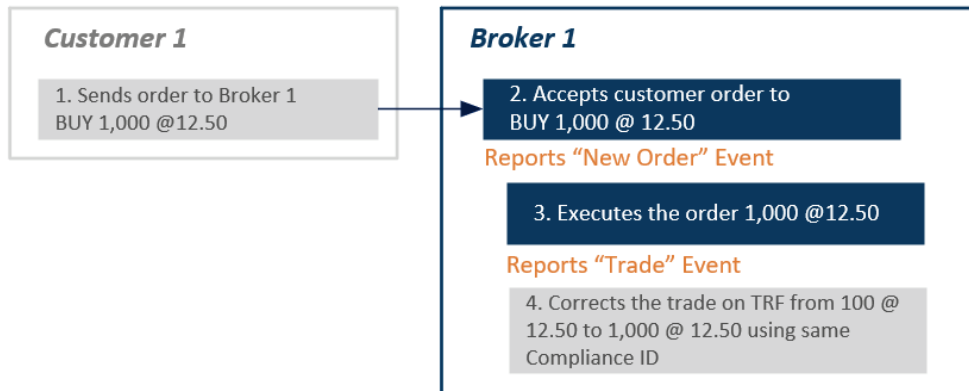 Customer 1
1. Sends order to Broker 1
BUY 1,000 @12.50
Broker 1
2. Accepts customer order to
BUY 1,000 @ 12.50
Reports “New Order” Event
3. Executes the order 1,000 @12.50
Reports “Trade” Event
4. Corrects the trade on TRF from 100 @
12.50 to 1,000 @ 12.50 using same
Compliance ID